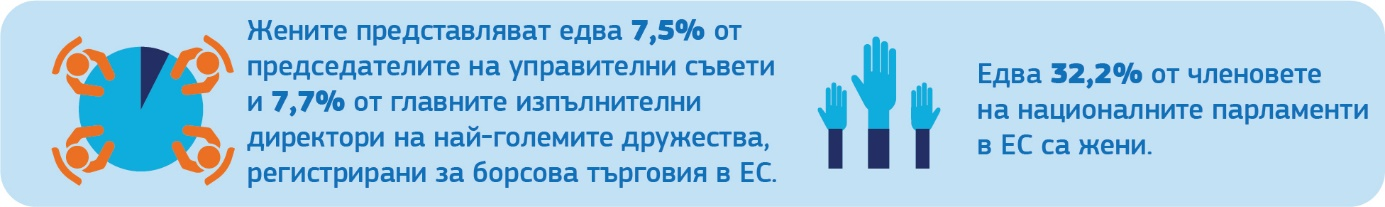 Жените представляват едва 7,5% от
председателите на управителни съвети
и 7,7% от главните изпълнителни
директори на най-големите дружества,
регистрирани за борсова търговия в ЕС.
Едва 32,2% от членовете
на националните парламенти
в ЕС са жени.